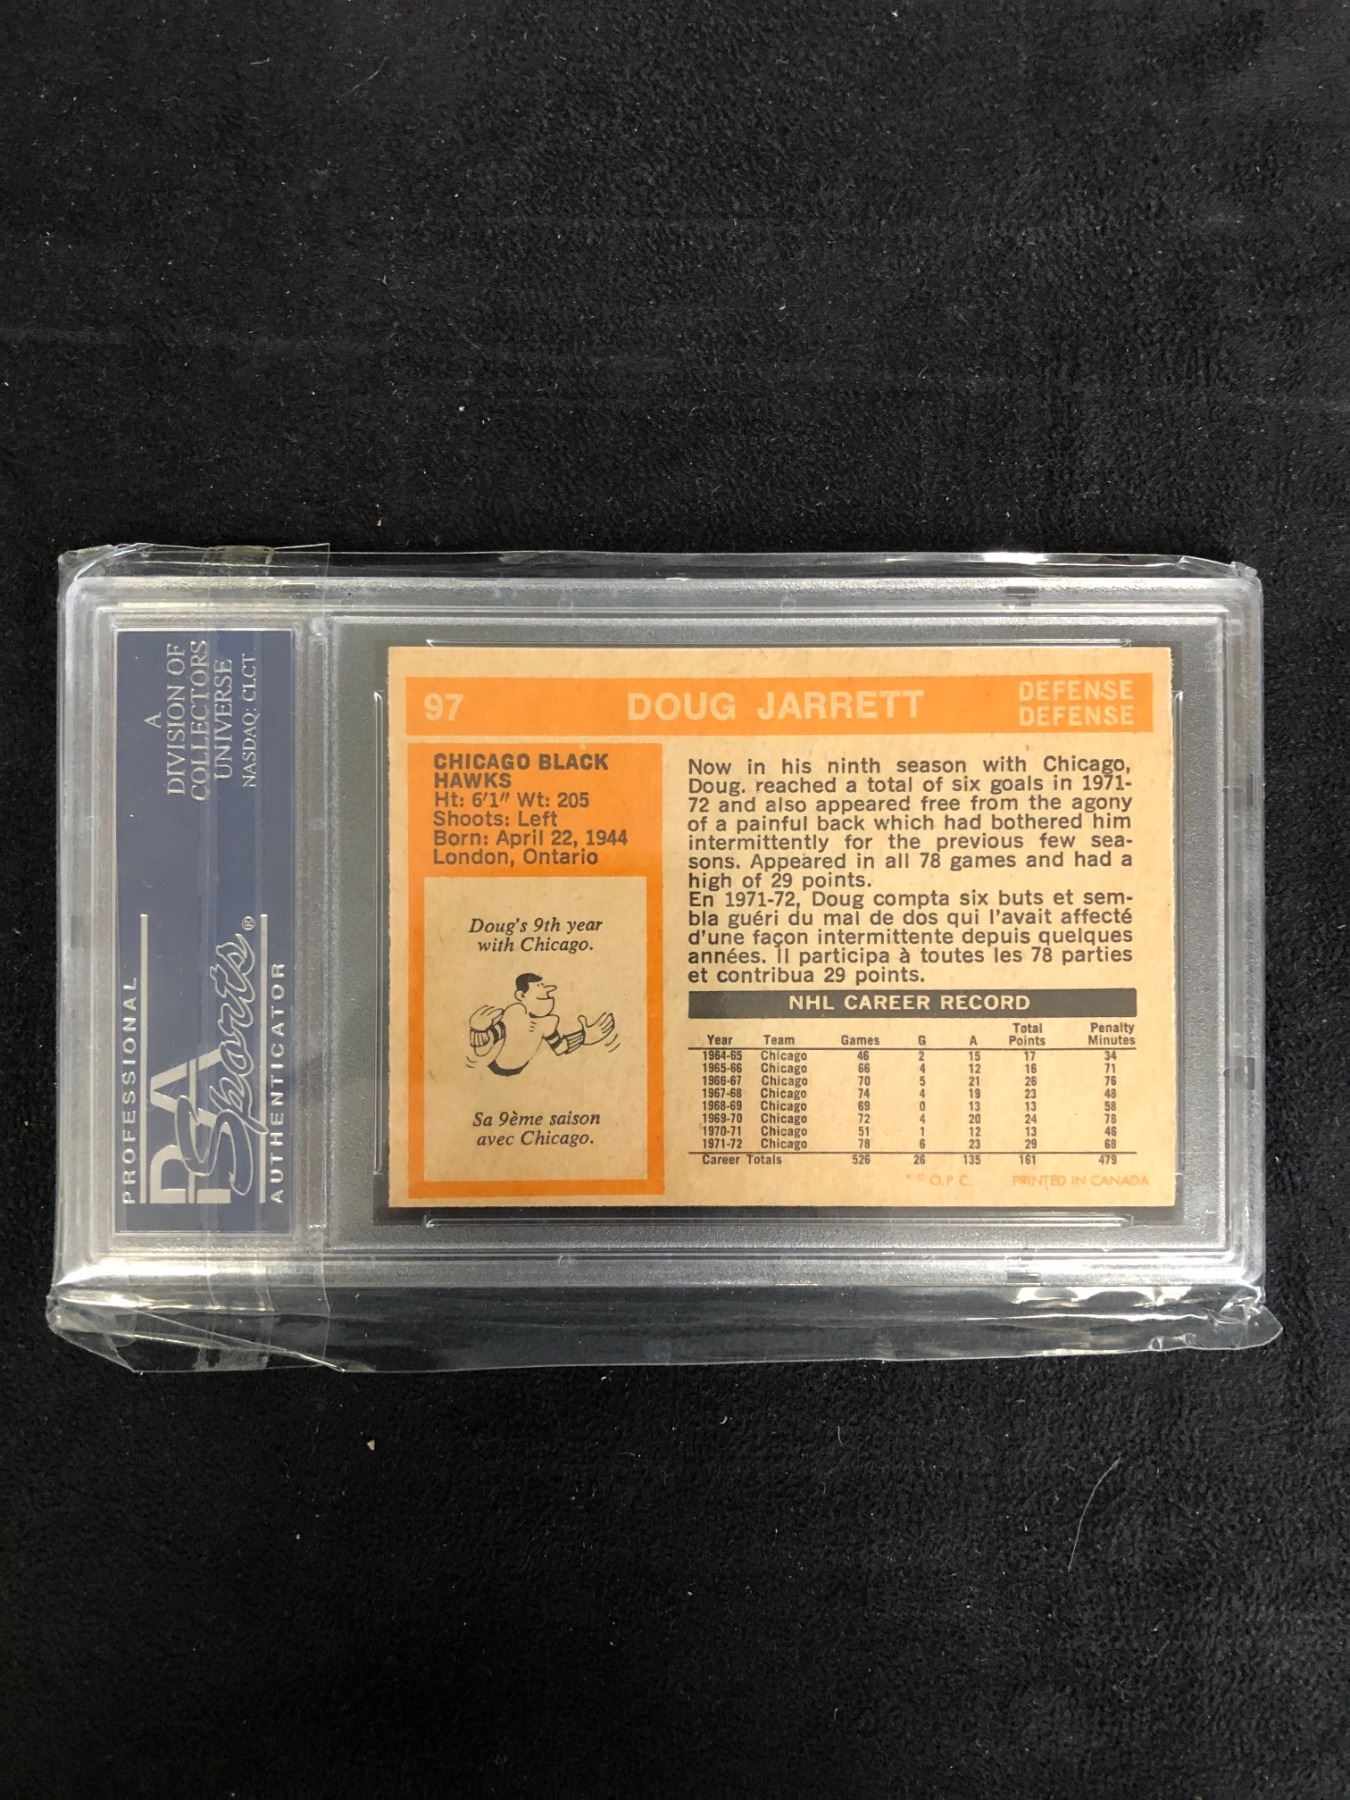 A
DIVISION OF
COLLECTORS
UNIVERSE
NASDAQ: CLCT
PROFESSIONAL
PSA
Sports®
AUTHENTICATOR
97 DOUG JARRETT DEFENSE
DEFENSE
CHICAGO BLACK
HAWKS
Ht: 6'1" Wt: 205
Shoots: Left
Born: April 22, 1944
London, Ontario
Doug's 9th year
with Chicago.
Sa 9ème saison
avec Chicago.
Now in his ninth season with Chicago,
Doug. reached a total of six goals in 1971-
72 and also appeared free from the agony
of a painful back which had bothered him
intermittently for the previous few sea-
sons. Appeared in all 78 games and had a
high of 29 points.
En 1971-72, Doug compta six buts et sem-
bla guéri du mal de dos qui l'avait affecté
d'une façon intermittente depuis quelques
années. Il participa à toutes les 78 parties
et contribua 29 points.
NHL CAREER RECORD
Year Team Games G A Total Points Penalty Minutes
1964-65 Chicago 46 2 15 17 34
1965-66 Chicago 66 4 12 16 71
1966-67 Chicago 70 5 21 26 76
1967-68 Chicago 74 4 19 23 48
1968-69 Chicago 69 0 13 13 58
1969-70 Chicago 72 4 20 24 78
1970-71 Chicago 51 1 12 13 46
1971-72 Chicago 78 6 23 29 68
Career Totals 526 26 135 161 479
* © O.P.C. PRINTED IN CANADA